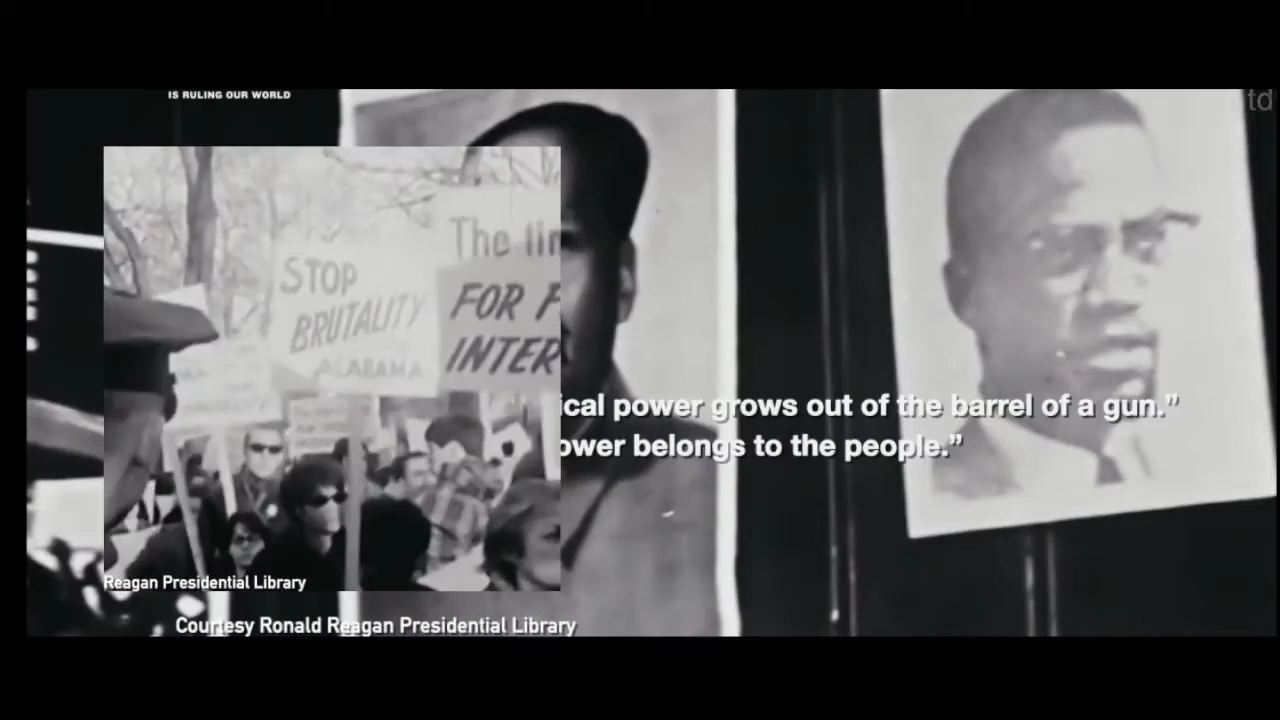 IS RULING OUR WORLD
td
The
STOP
BRUTALITY
ALABAMA
FOR
INTER
ical power grows out of the barrel of a gun.”
ower belongs to the people.”
Reagan Presidential Library
Courtesy Ronald Reagan Presidential Library